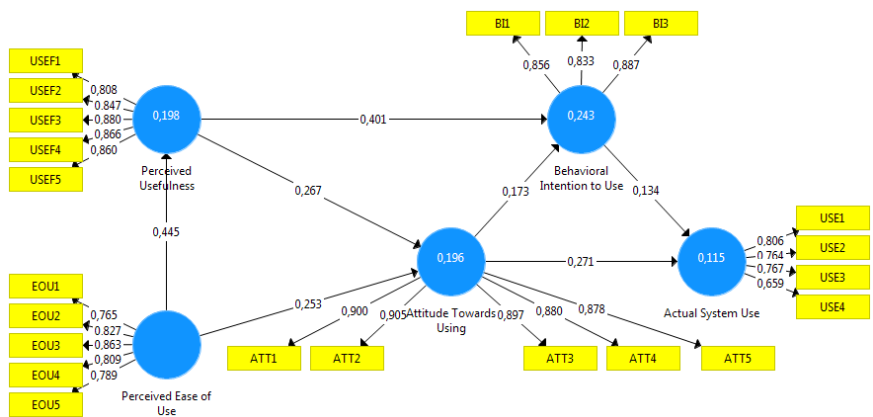 BI1
BI2
BI3
0,856
0,833
0,887
USEF1
USEF2
USEF3
USEF4
USEF5
0,808
0,847
0,880
0,866
0,860
0,198
Perceived
Usefulness
0,401
0,243
Behavioral
Intention to Use
0,267
0,173
0,134
0,445
0,196
Attitude Towards
Using
0,271
0,115
Actual System Use
USE1
USE2
USE3
USE4
0,806
0,764
0,767
0,659
EOU1
EOU2
EOU3
EOU4
EOU5
0,765
0,827
0,863
0,809
0,789
Perceived Ease of
Use
0,253
0,900
0,905
0,897
0,880
0,878
ATT1
ATT2
ATT3
ATT4
ATT5